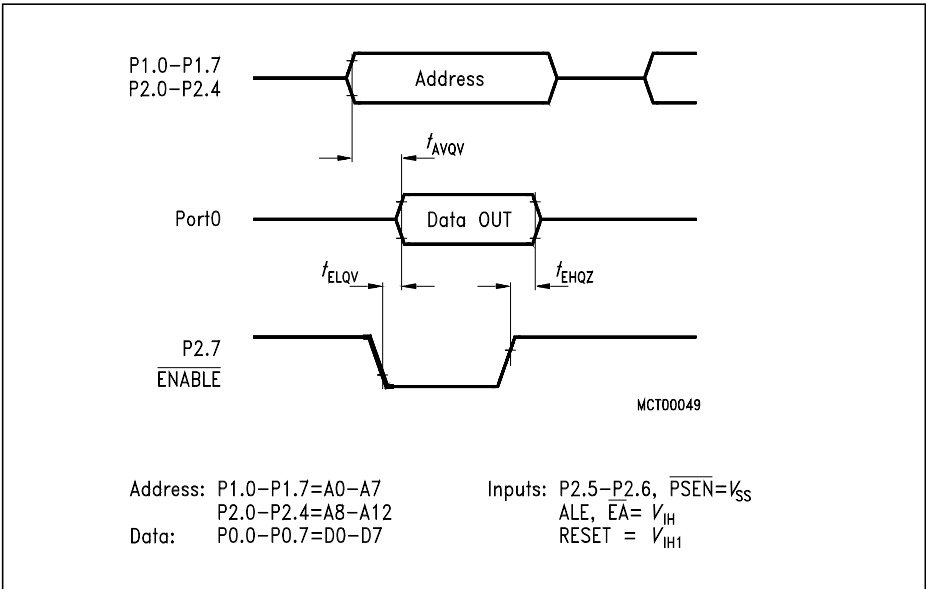 P1.0–P1.7
P2.0–P2.4
Address
tAVQV
Port0
Data OUT
tELQV
tEHQZ
P2.7
ENABLE
MCT00049
Address: P1.0–P1.7=A0–A7
P2.0–P2.4=A8–A12
Data: P0.0–P0.7=D0–D7
Inputs: P2.5–P2.6, PSEN=VSS
ALE, EA= VIH
RESET = VIH1